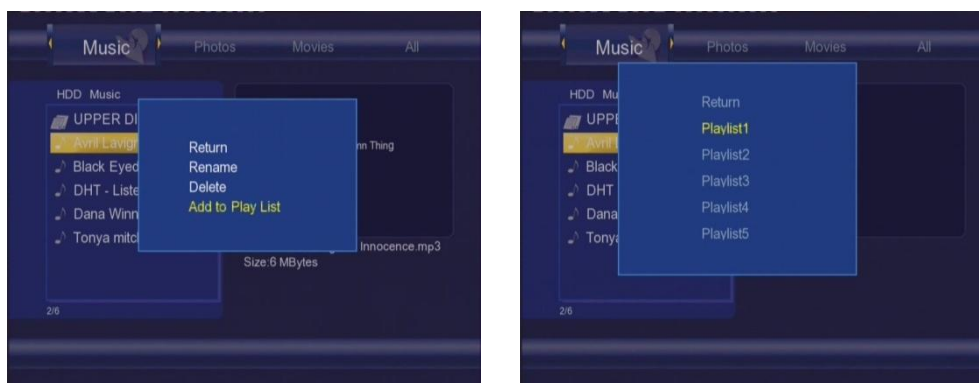 Music Photos Movies All
HDD Music
UPPER DI
Avril Lavign
Black Eyed
DHT - Liste
Dana Winn
Tonya mitcl
Return
Rename
Delete
Add to Play List
nn Thing
Innocence.mp3
Size:6 MBytes
2/6
Music Photos Movies All
HDD Mu
UPPE
Avril
Black
DHT
Dana
Tonya
Return
Playlist1
Playlist2
Playlist3
Playlist4
Playlist5
2/6